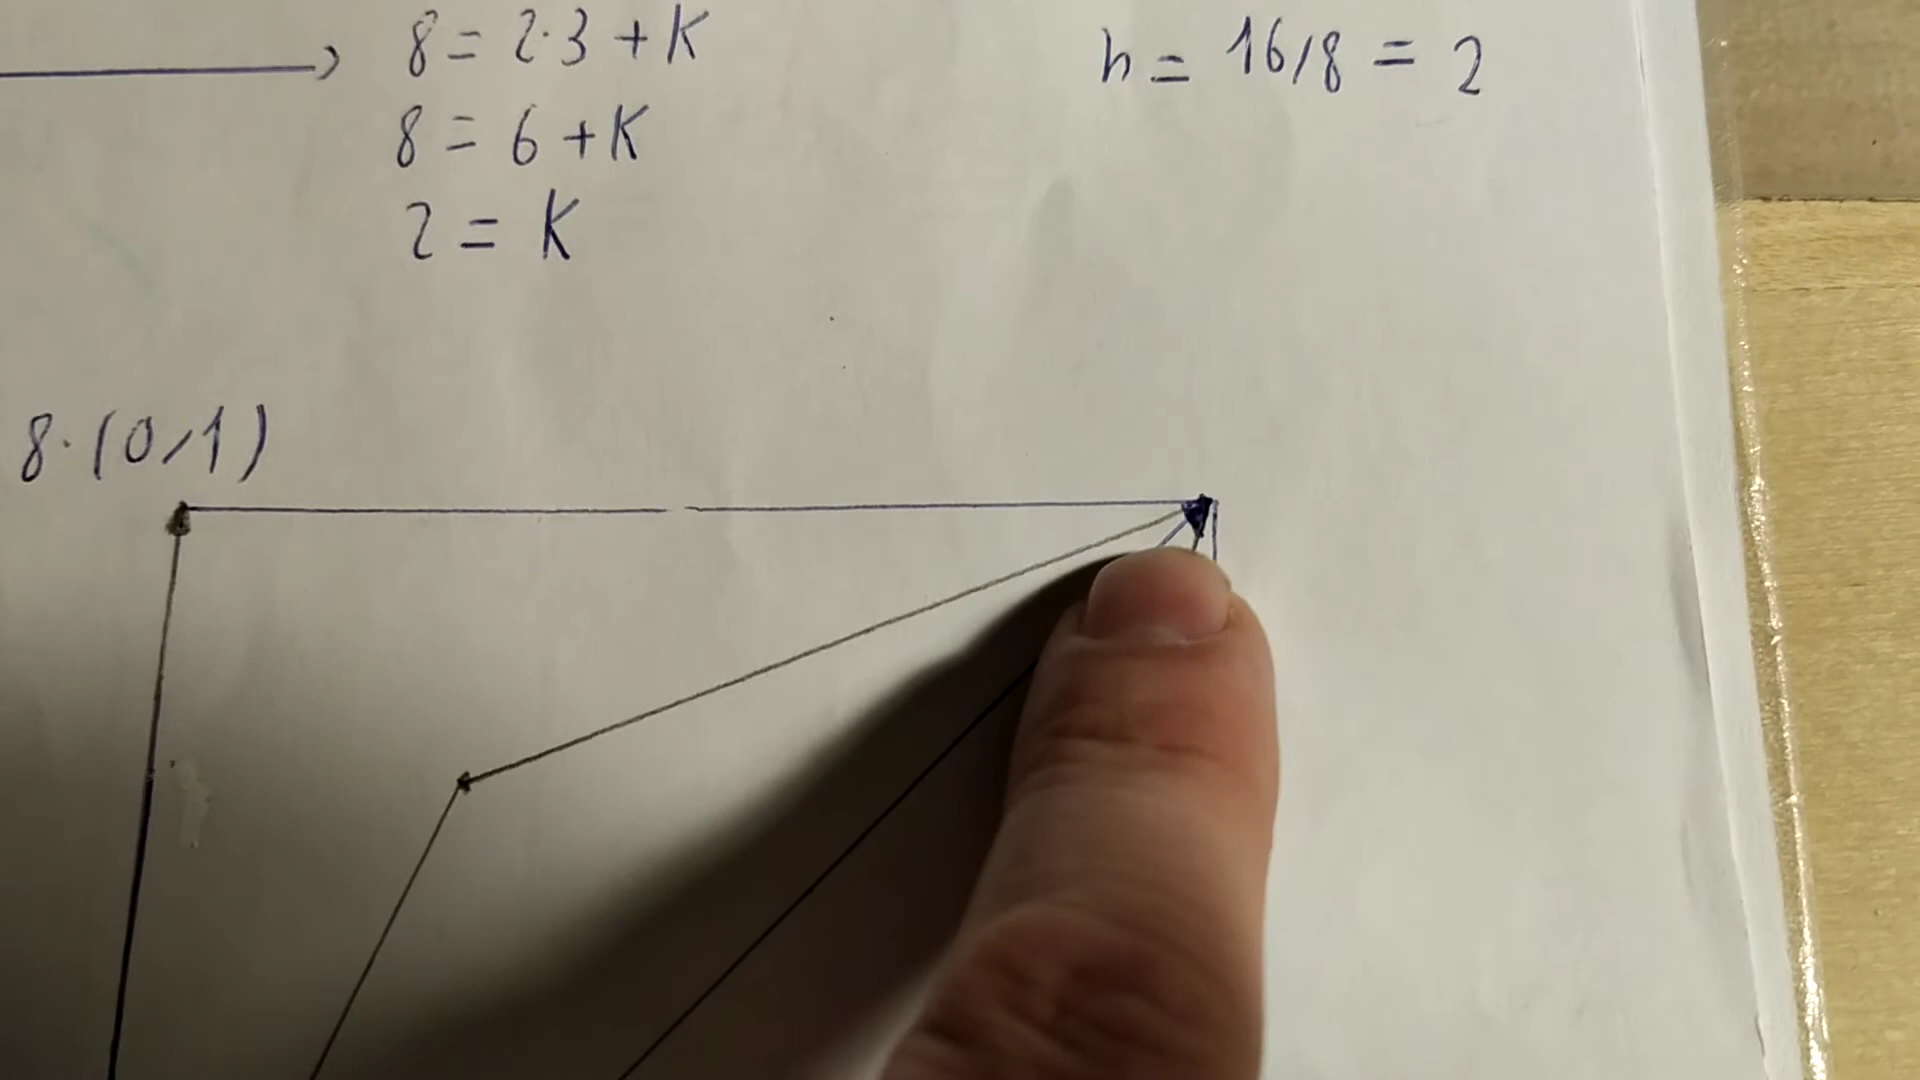 8 = 2·3 + K
8 = 6 + K
2 = K
h = 16/8 = 2
8·(0,1)